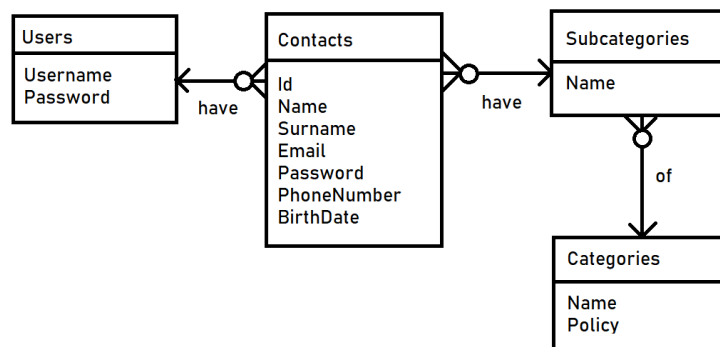 Users
Username
Password
have
Contacts
Id
Name
Surname
Email
Password
PhoneNumber
BirthDate
have
Subcategories
Name
of
Categories
Name
Policy